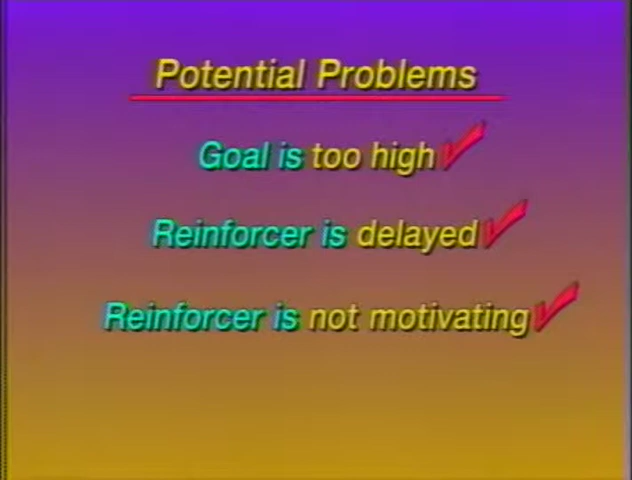 Potential Problems
Goal is too high
Reinforcer is delayed
Reinforcer is not motivating